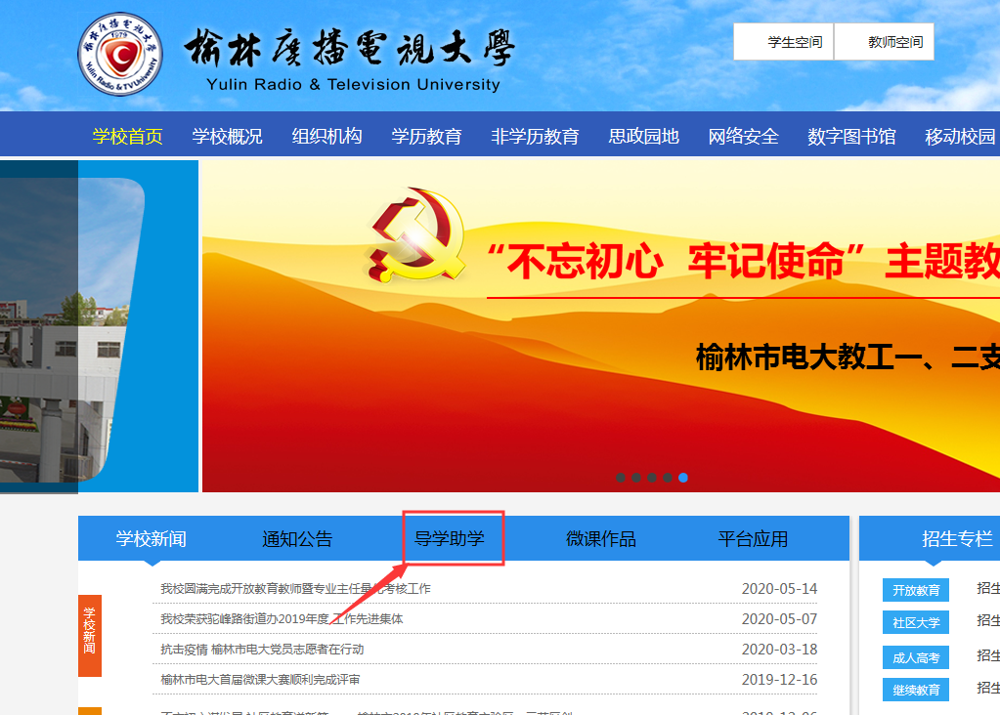 榆林廣播電視大學
Yulin Radio & Television University
榆林廣播電視大學
1979
Yulin Radio & TV University
学生空间
教师空间
学校首页 学校概况 组织机构 学历教育 非学历教育 思政园地 网络安全 数字图书馆 移动校园
“不忘初心 牢记使命”主题教
榆林市电大教工一、二支
学校新闻 通知公告 导学助学 微课作品 平台应用
招生专栏
学校新闻
我校圆满完成开放教育教师暨专业主任量化考核工作 2020-05-14
我校荣获驼峰路街道办2019年度 工作先进集体 2020-05-07
抗击疫情 榆林市电大党员志愿者在行动 2020-03-18
榆林市电大首届微课大赛顺利完成评审 2019-12-16
开放教育 招生
社区大学 招生
成人高考 招生
继续教育 招生